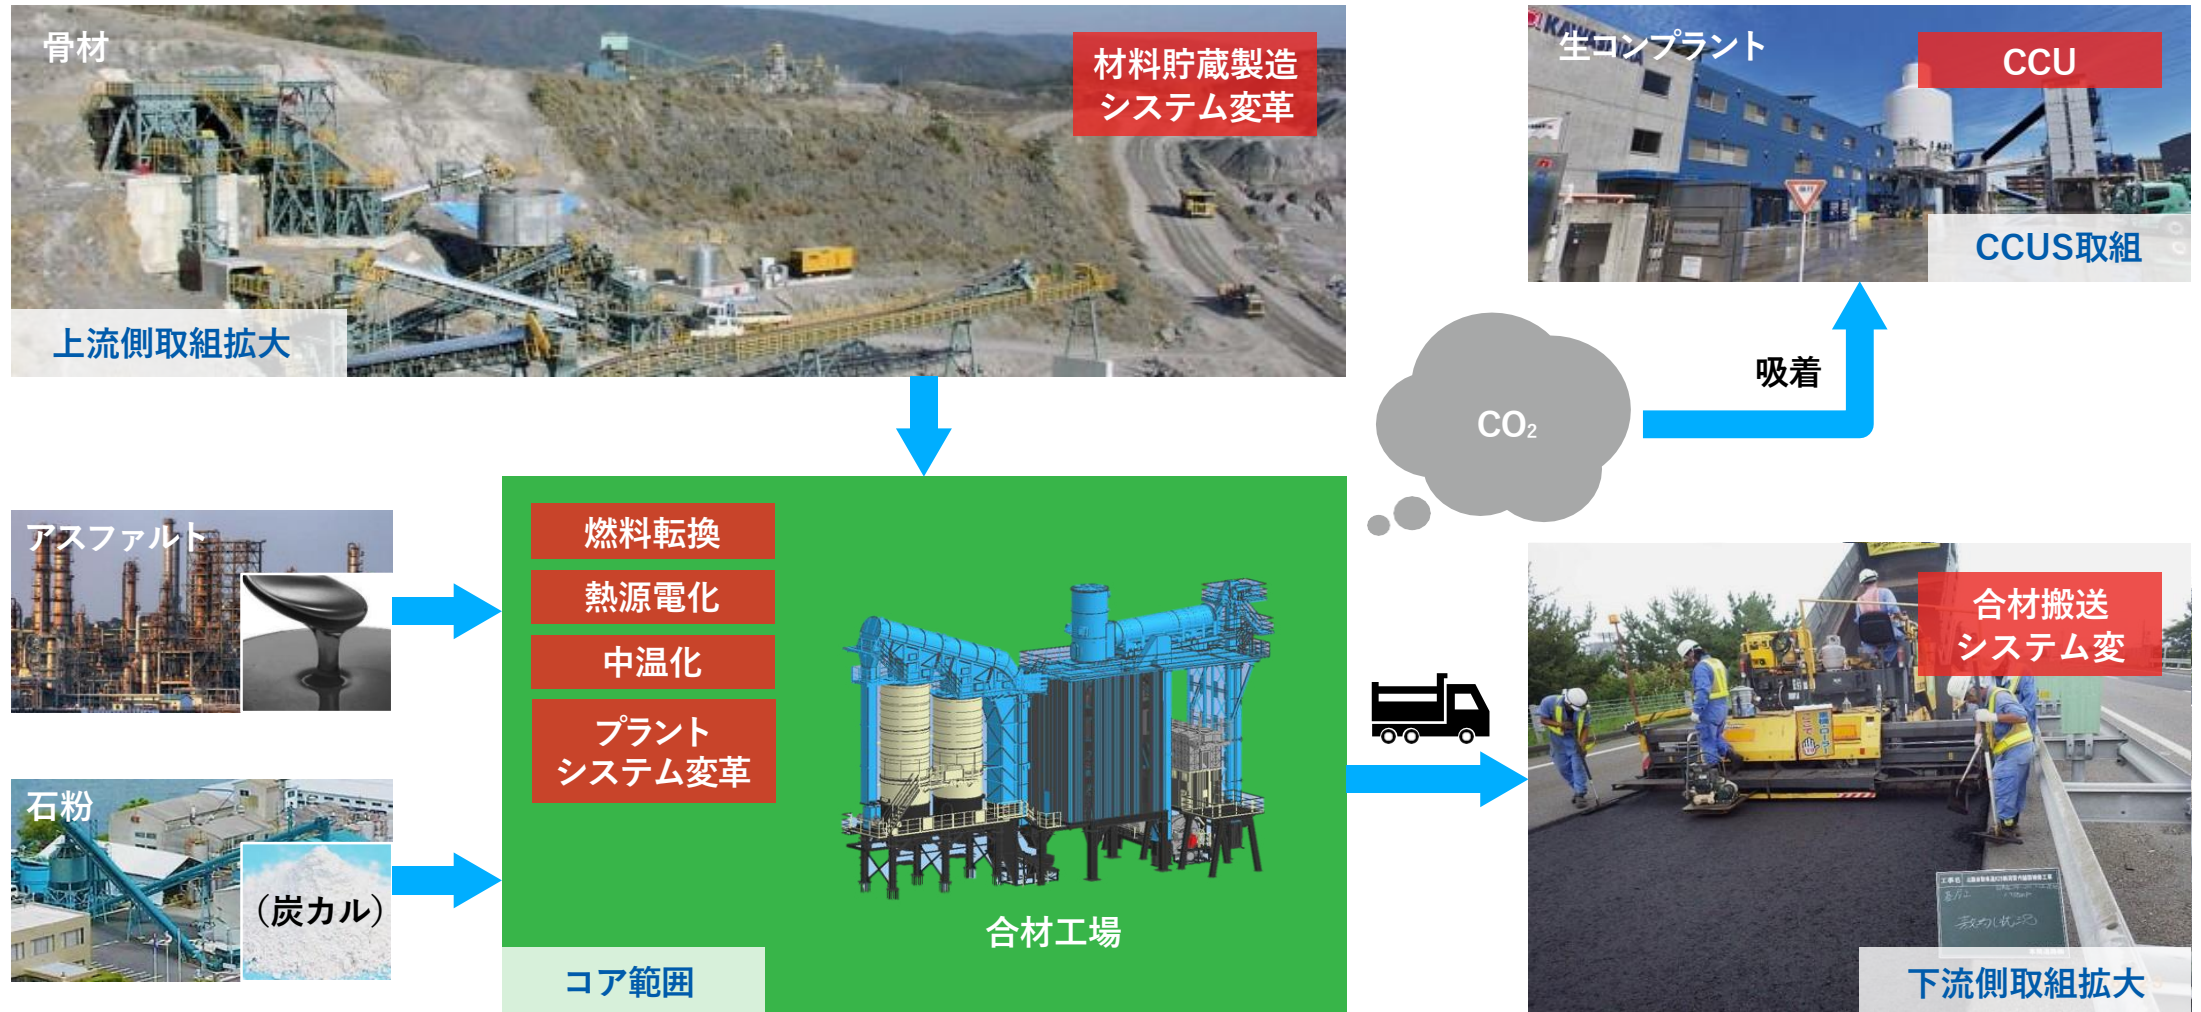 骨材
材料貯蔵製造
システム変革
上流側取組拡大
生コンプラント
CCU
CCUS取組
CO₂
吸着
アスファルト
石粉
（炭カル）
燃料転換
熱源電化
中温化
プラント
システム変革
合材工場
コア範囲
合材搬送
システム変
下流側取組拡大